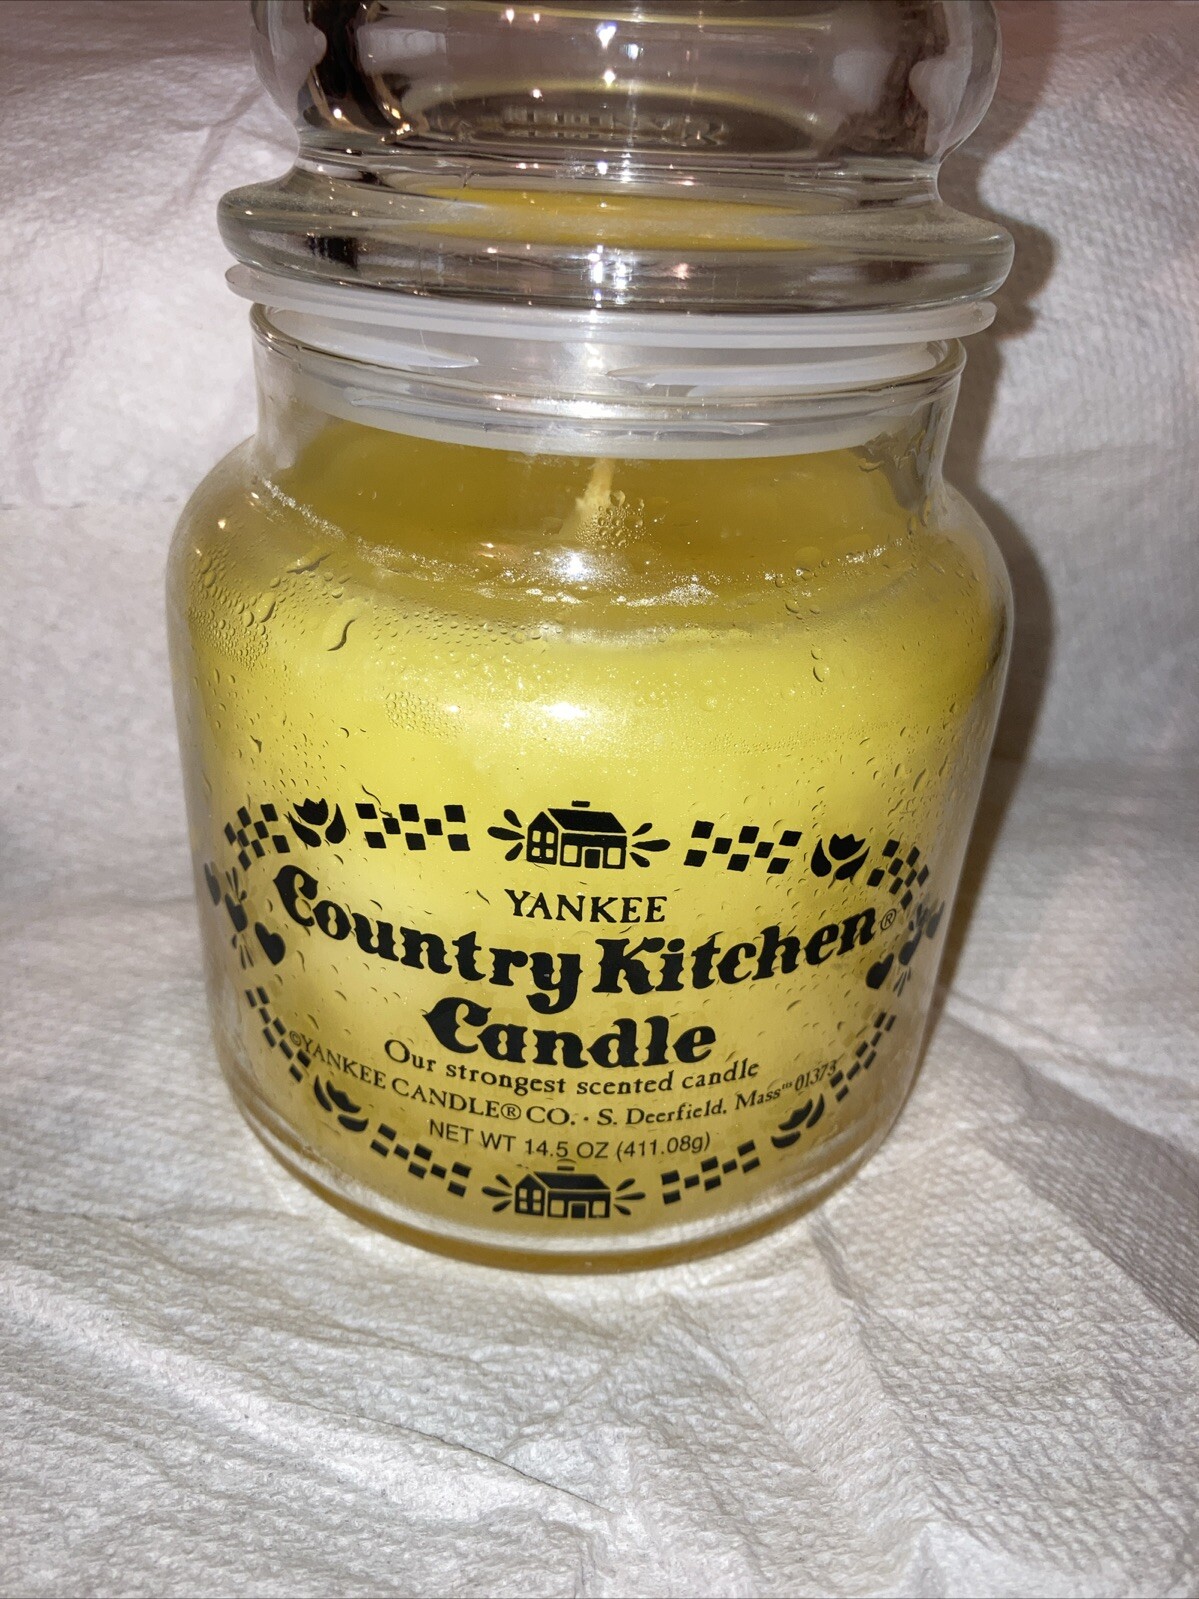 YANKEE
Country Kitchen®
Candle
Our strongest scented candle
©YANKEE CANDLE® CO. · S. Deerfield, Mass™ 01373
NET WT 14.5 OZ (411.08g)